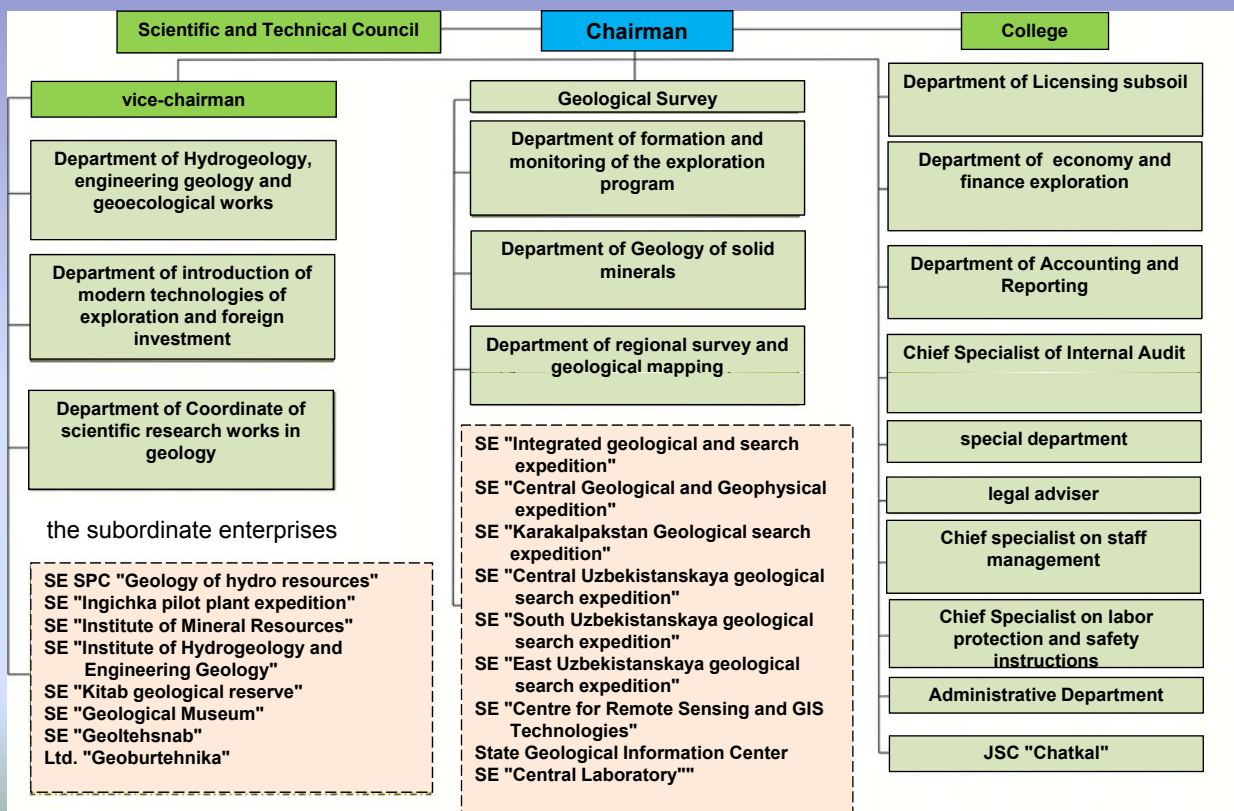 Scientific and Technical Council
Chairman
College
vice-chairman
Department of Hydrogeology,
engineering geology and
geoecological works
Department of introduction of
modern technologies of
exploration and foreign
investment
Department of Coordinate of
scientific research works in
geology
the subordinate enterprises
SE SPC "Geology of hydro resources"
SE "Ingichka pilot plant expedition"
SE "Institute of Mineral Resources"
SE "Institute of Hydrogeology and
Engineering Geology"
SE "Kitab geological reserve"
SE "Geological Museum"
SE "Geoltehsnab"
Ltd. "Geoburtehnika"
Geological Survey
Department of formation and
monitoring of the exploration
program
Department of Geology of solid
minerals
Department of regional survey and
geological mapping
SE "Integrated geological and search
expedition"
SE "Central Geological and Geophysical
expedition"
SE "Karakalpakstan Geological search
expedition"
SE "Central Uzbekistanskaya geological
search expedition"
SE "South Uzbekistanskaya geological
search expedition"
SE "East Uzbekistanskaya geological
search expedition"
SE "Centre for Remote Sensing and GIS
Technologies"
State Geological Information Center
SE "Central Laboratory""
Department of Licensing subsoil
Department of economy and
finance exploration
Department of Accounting and
Reporting
Chief Specialist of Internal Audit
special department
legal adviser
Chief specialist on staff
management
Chief Specialist on labor
protection and safety
instructions
Administrative Department
JSC "Chatkal"